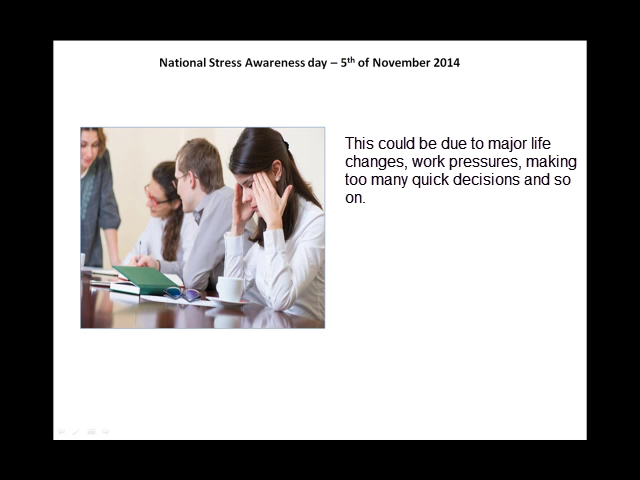 National Stress Awareness day – 5th of November 2014
This could be due to major life
changes, work pressures, making
too many quick decisions and so
on.